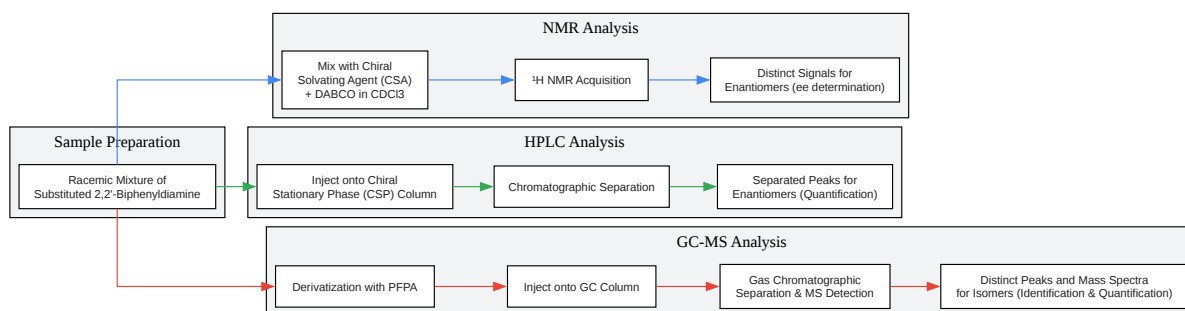 NMR Analysis
Mix with Chiral
Solvating Agent (CSA)
+ DABCO in CDCl3
¹H NMR Acquisition
Distinct Signals for
Enantiomers (ee determination)
Sample Preparation
Racemic Mixture of
Substituted 2,2'-Biphenyldiamine
HPLC Analysis
Inject onto Chiral
Stationary Phase (CSP) Column
Chromatographic Separation
Separated Peaks for
Enantiomers (Quantification)
GC-MS Analysis
Derivatization with PFPA
Inject onto GC Column
Gas Chromatographic
Separation & MS Detection
Distinct Peaks and Mass Spectra
for Isomers (Identification & Quantification)